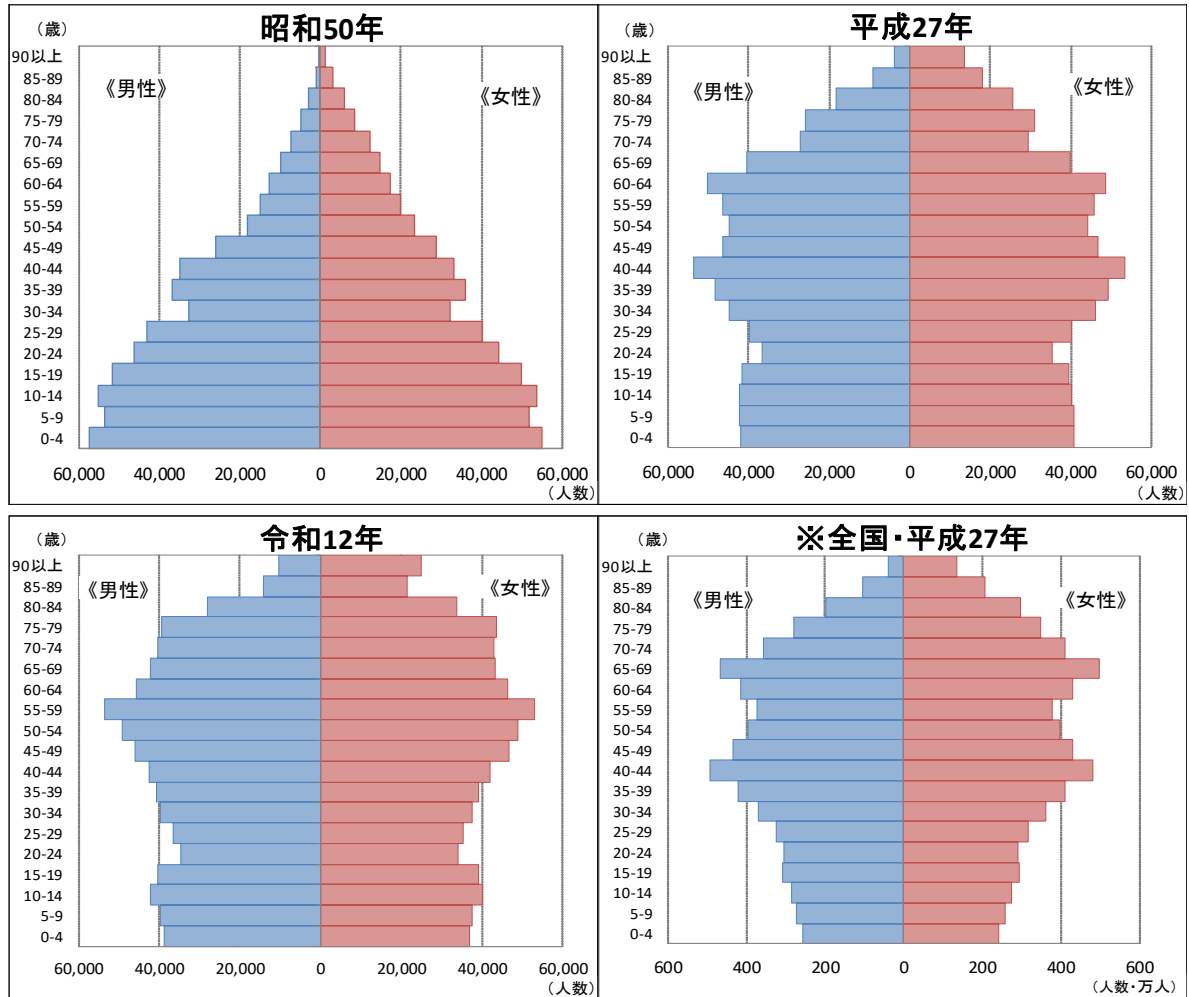 昭和50年
(歳)
90以上
85-89
80-84
75-79
70-74
65-69
60-64
55-59
50-54
45-49
40-44
35-39
30-34
25-29
20-24
15-19
10-14
5-9
0-4
《男性》
《女性》
60,000 40,000 20,000 0 20,000 40,000 60,000
(人数)
平成27年
(歳)
90以上
85-89
80-84
75-79
70-74
65-69
60-64
55-59
50-54
45-49
40-44
35-39
30-34
25-29
20-24
15-19
10-14
5-9
0-4
《男性》
《女性》
60,000 40,000 20,000 0 20,000 40,000 60,000
(人数)
令和12年
(歳)
90以上
85-89
80-84
75-79
70-74
65-69
60-64
55-59
50-54
45-49
40-44
35-39
30-34
25-29
20-24
15-19
10-14
5-9
0-4
《男性》
《女性》
60,000 40,000 20,000 0 20,000 40,000 60,000
(人数)
※全国・平成27年
(歳)
90以上
85-89
80-84
75-79
70-74
65-69
60-64
55-59
50-54
45-49
40-44
35-39
30-34
25-29
20-24
15-19
10-14
5-9
0-4
《男性》
《女性》
600 400 200 0 200 400 600
(人数・万人)